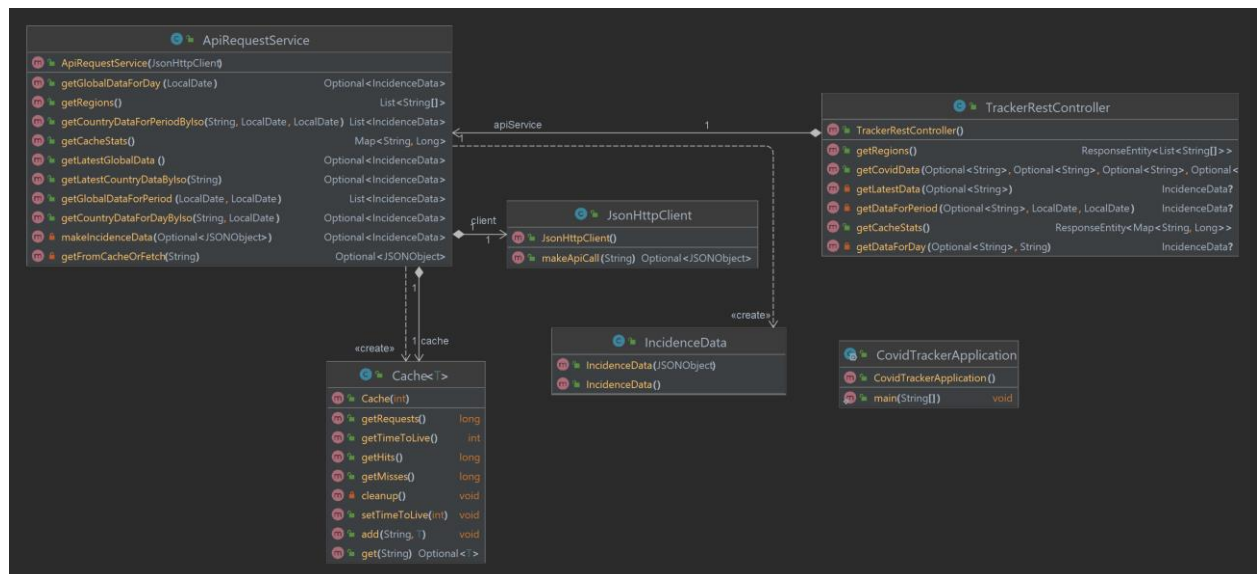 ApiRequestService
ApiRequestService(JsonHttpClient)
getGlobalDataForDay (LocalDate) Optional<IncidenceData>
getRegions() List<String[]>
getCountryDataForPeriodByIso(String, LocalDate, LocalDate) List<IncidenceData>
getCacheStats() Map<String, Long>
getLatestGlobalData () Optional<IncidenceData>
getLatestCountryDataByIso(String) Optional<IncidenceData>
getGlobalDataForPeriod (LocalDate, LocalDate) List<IncidenceData>
getCountryDataForDayByIso(String, LocalDate) Optional<IncidenceData>
makeIncidenceData(Optional<JSONObject>) Optional<IncidenceData>
getFromCacheOrFetch(String) Optional<JSONObject>
apiService
1
1
TrackerRestController
TrackerRestController()
getRegions() ResponseEntity<List<String[]>>
getCovidData(Optional<String>, Optional<String>, Optional<String>, Optional<
getLatestData(Optional<String>) IncidenceData?
getDataForPeriod(Optional<String>, LocalDate, LocalDate) IncidenceData?
getCacheStats() ResponseEntity<Map<String, Long>>
getDataForDay(Optional<String>, String) IncidenceData?
client
1
1
JsonHttpClient
JsonHttpClient()
makeApiCall(String) Optional<JSONObject>
1
«create»
1 cache
«create»
IncidenceData
IncidenceData(JSONObject)
IncidenceData()
CovidTrackerApplication
CovidTrackerApplication()
main(String[]) void
Cache<T>
Cache(int)
getRequests() long
getTimeToLive() int
getHits() long
getMisses() long
cleanup() void
setTimeToLive(int) void
add(String, T) void
get(String) Optional<T>